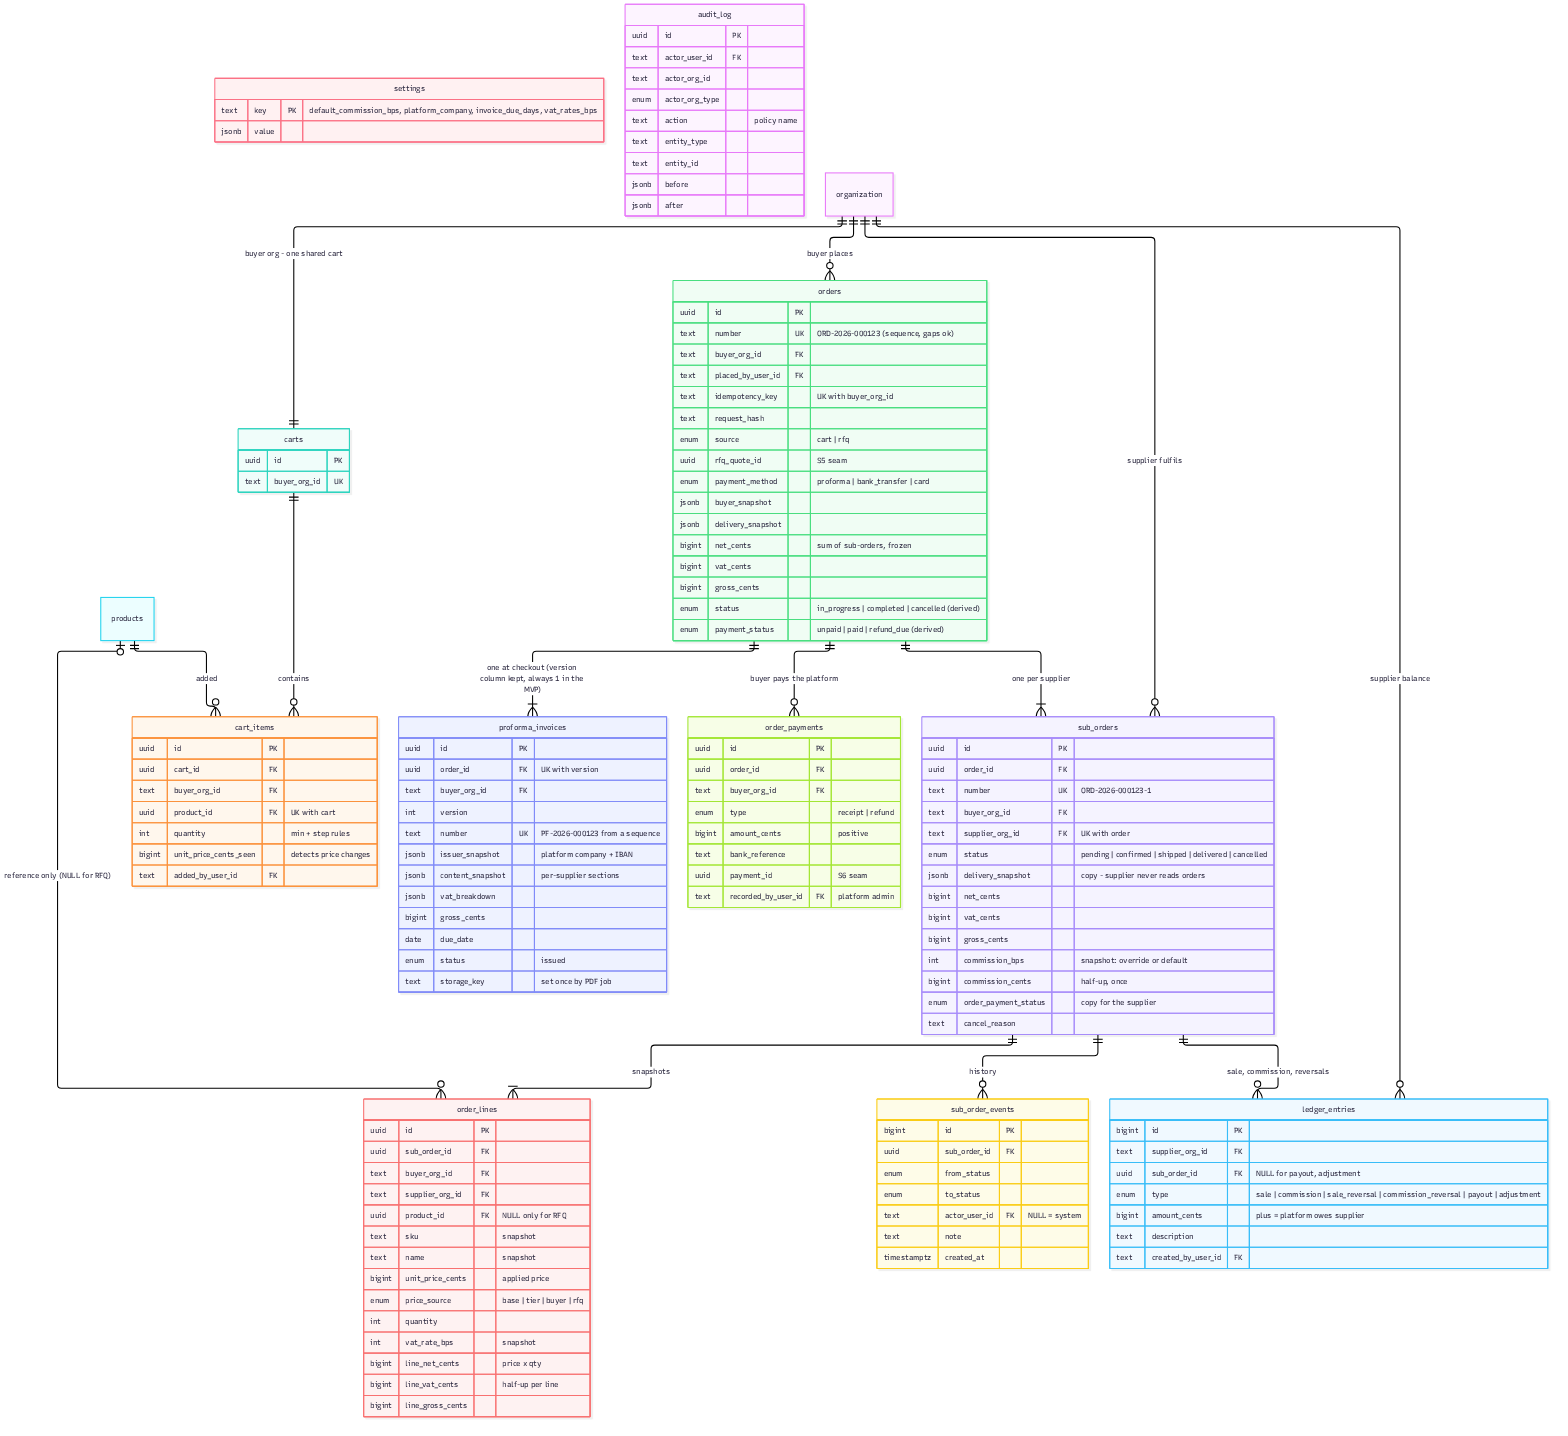 audit_log
uuid id PK
text actor_user_id FK
text actor_org_id
enum actor_org_type
text action policy name
text entity_type
text entity_id
jsonb before
jsonb after
settings
text key PK default_commission_bps, platform_company, invoice_due_days, vat_rates_bps
jsonb value
organization
buyer org - one shared cart
buyer places
orders
uuid id PK
text number UK ORD-2026-000123 (sequence, gaps ok)
text buyer_org_id FK
text placed_by_user_id FK
text idempotency_key UK with buyer_org_id
text request_hash
enum source cart | rfq
uuid rfq_quote_id S5 seam
enum payment_method proforma | bank_transfer | card
jsonb buyer_snapshot
jsonb delivery_snapshot
bigint net_cents sum of sub-orders, frozen
bigint vat_cents
bigint gross_cents
enum status in_progress | completed | cancelled (derived)
enum payment_status unpaid | paid | refund_due (derived)
carts
uuid id PK
text buyer_org_id UK
supplier fulfils
products
added
contains
one at checkout (version
column kept, always 1 in the
MVP)
buyer pays the platform
one per supplier
supplier balance
cart_items
uuid id PK
uuid cart_id FK
text buyer_org_id FK
uuid product_id FK UK with cart
int quantity min + step rules
bigint unit_price_cents_seen detects price changes
text added_by_user_id FK
reference only (NULL for RFQ)
proforma_invoices
uuid id PK
uuid order_id FK UK with version
text buyer_org_id FK
int version
text number UK PF-2026-000123 from a sequence
jsonb issuer_snapshot platform company + IBAN
jsonb content_snapshot per-supplier sections
jsonb vat_breakdown
bigint gross_cents
date due_date
enum status issued
text storage_key set once by PDF job
order_payments
uuid id PK
uuid order_id FK
text buyer_org_id FK
enum type receipt | refund
bigint amount_cents positive
text bank_reference
uuid payment_id S6 seam
text recorded_by_user_id FK platform admin
sub_orders
uuid id PK
uuid order_id FK
text number UK ORD-2026-000123-1
text buyer_org_id FK
text supplier_org_id FK UK with order
enum status pending | confirmed | shipped | delivered | cancelled
jsonb delivery_snapshot copy - supplier never reads orders
bigint net_cents
bigint vat_cents
bigint gross_cents
int commission_bps snapshot: override or default
bigint commission_cents half-up, once
enum order_payment_status copy for the supplier
text cancel_reason
snapshots
history
sale, commission, reversals
order_lines
uuid id PK
uuid sub_order_id FK
text buyer_org_id FK
text supplier_org_id FK
uuid product_id FK NULL only for RFQ
text sku snapshot
text name snapshot
bigint unit_price_cents applied price
enum price_source base | tier | buyer | rfq
int quantity
int vat_rate_bps snapshot
bigint line_net_cents price x qty
bigint line_vat_cents half-up per line
bigint line_gross_cents
sub_order_events
bigint id PK
uuid sub_order_id FK
enum from_status
enum to_status
text actor_user_id FK NULL = system
text note
timestamptz created_at
ledger_entries
bigint id PK
text supplier_org_id FK
uuid sub_order_id FK NULL for payout, adjustment
enum type sale | commission | sale_reversal | commission_reversal | payout | adjustment
bigint amount_cents plus = platform owes supplier
text description
text created_by_user_id FK